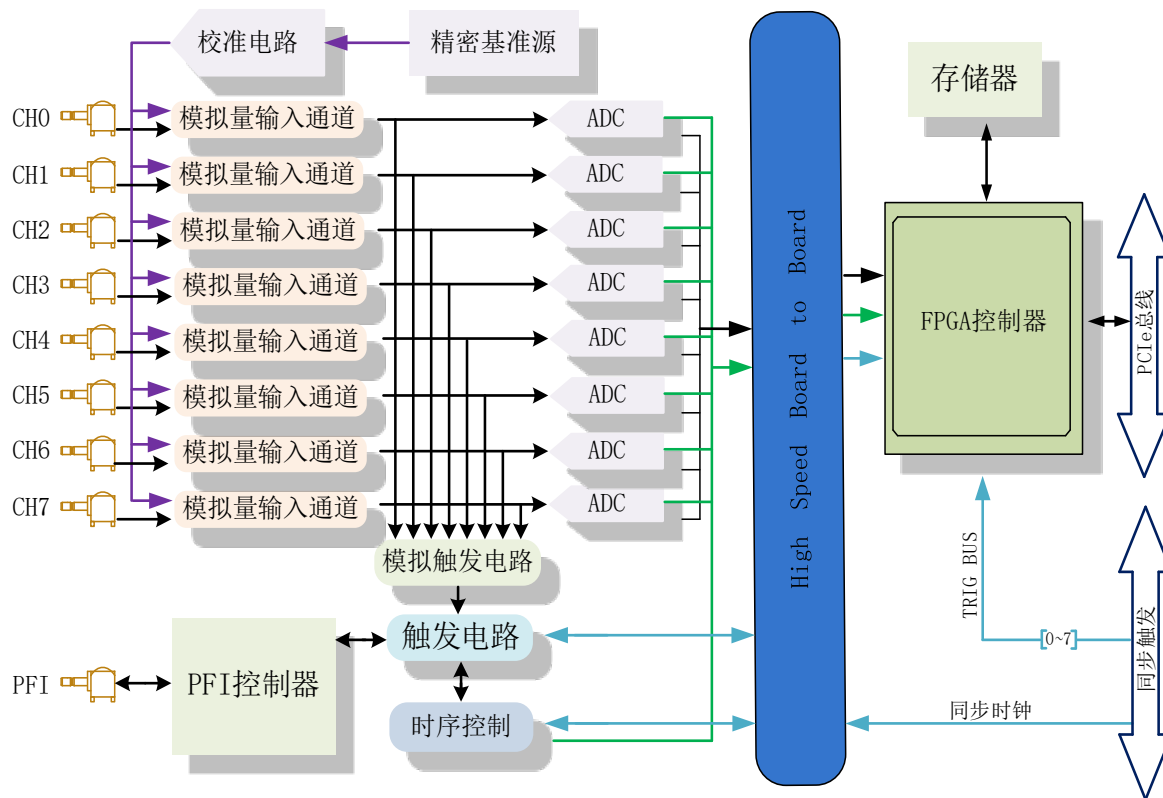 校准电路
精密基准源
存储器
CH0
模拟量输入通道
ADC
CH1
模拟量输入通道
ADC
CH2
模拟量输入通道
ADC
CH3
模拟量输入通道
ADC
CH4
模拟量输入通道
ADC
CH5
模拟量输入通道
ADC
CH6
模拟量输入通道
ADC
CH7
模拟量输入通道
ADC
High Speed Board to Board
FPGA控制器
PCIe总线
模拟触发电路
触发电路
PFI
PFI控制器
时序控制
TRIG BUS
[0~7]
同步触发
同步时钟